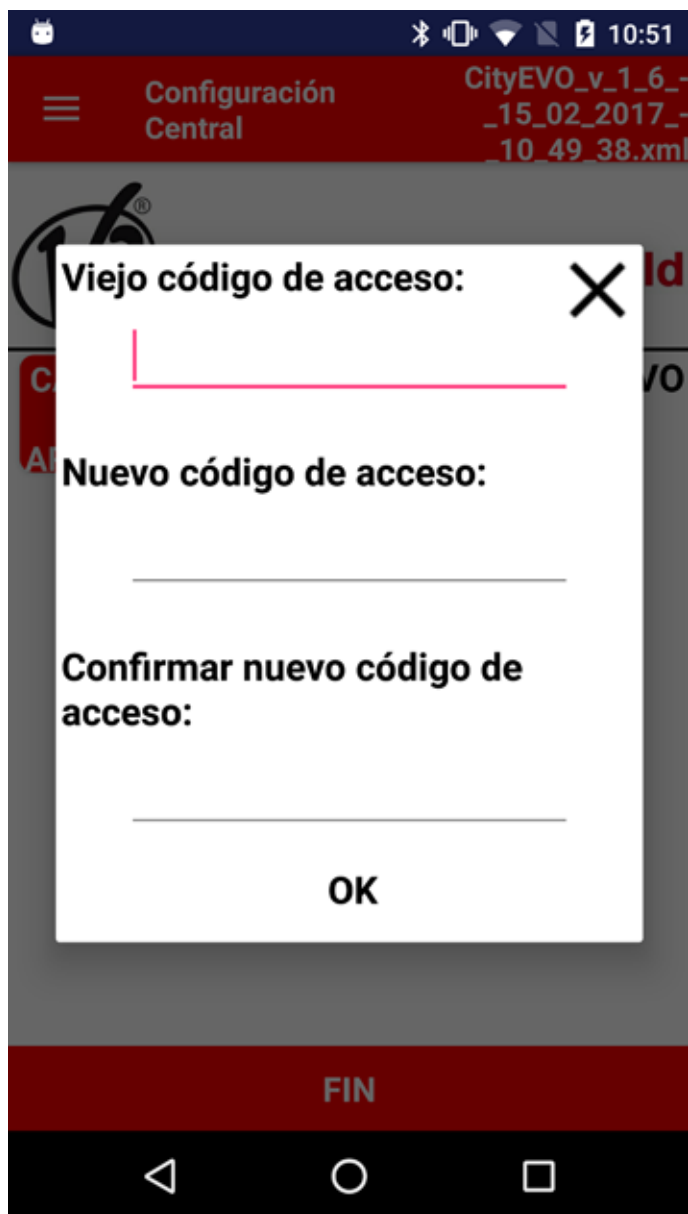 10:51
Configuración
Central
CityEVO_v_1_6_-
_15_02_2017_-
_10_49_38.xml
Viejo código de acceso:
Nuevo código de acceso:
Confirmar nuevo código de
acceso:
OK
FIN